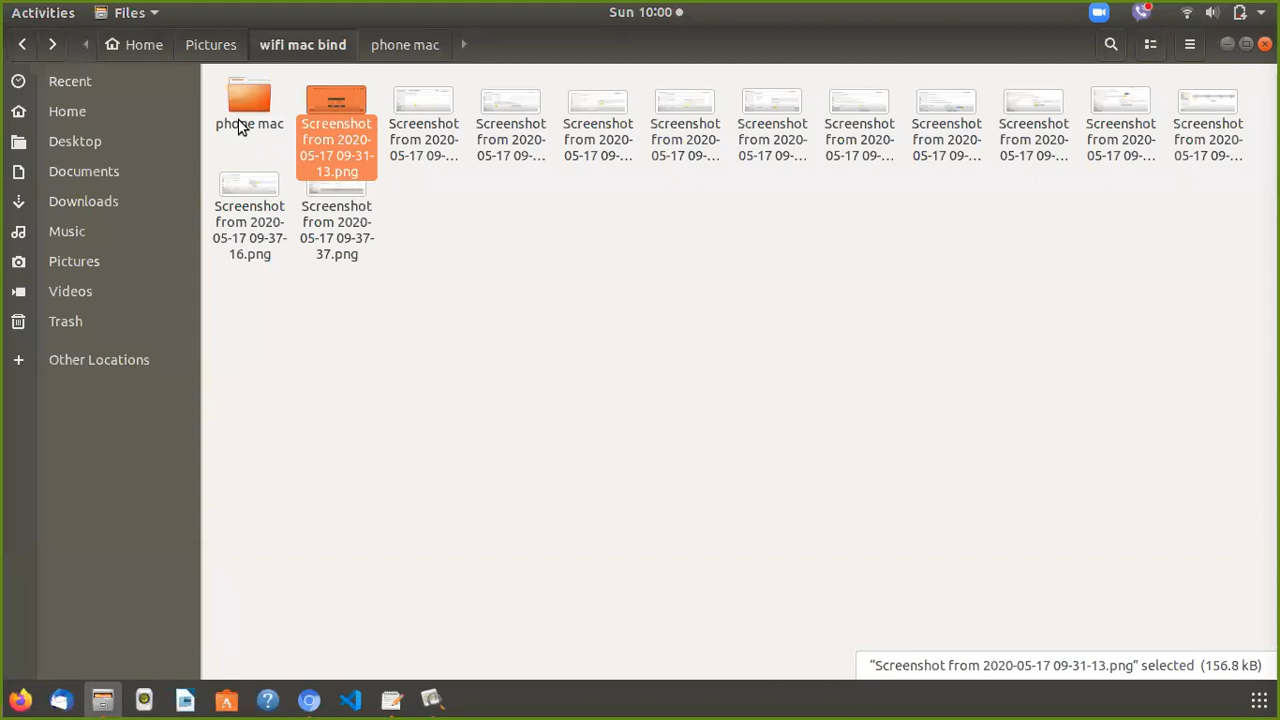 Activities Files Sun 10:00
Home Pictures wifi mac bind phone mac
Recent
Home
Desktop
Documents
Downloads
Music
Pictures
Videos
Trash
Other Locations
phone mac
Screenshot
from 2020-
05-17 09-31-
13.png
Screenshot
from 2020-
05-17 09-...
Screenshot
from 2020-
05-17 09-...
Screenshot
from 2020-
05-17 09-...
Screenshot
from 2020-
05-17 09-...
Screenshot
from 2020-
05-17 09-...
Screenshot
from 2020-
05-17 09-...
Screenshot
from 2020-
05-17 09-...
Screenshot
from 2020-
05-17 09-...
Screenshot
from 2020-
05-17 09-...
Screenshot
from 2020-
05-17 09-...
Screenshot
from 2020-
05-17 09-37-
16.png
Screenshot
from 2020-
05-17 09-37-
37.png
"Screenshot from 2020-05-17 09-31-13.png" selected (156.8 kB)